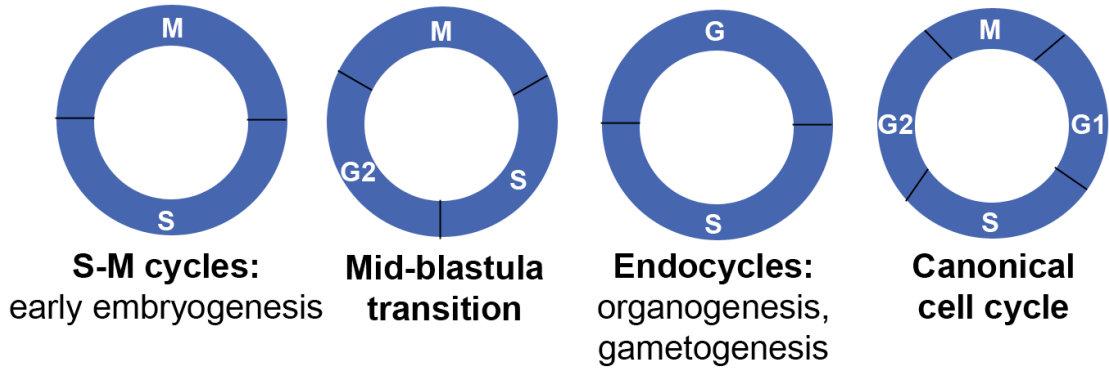 M
S
S-M cycles:
early embryogenesis
M
G2
S
Mid-blastula
transition
G
S
Endocycles:
organogenesis,
gametogenesis
M
G2
G1
S
Canonical
cell cycle